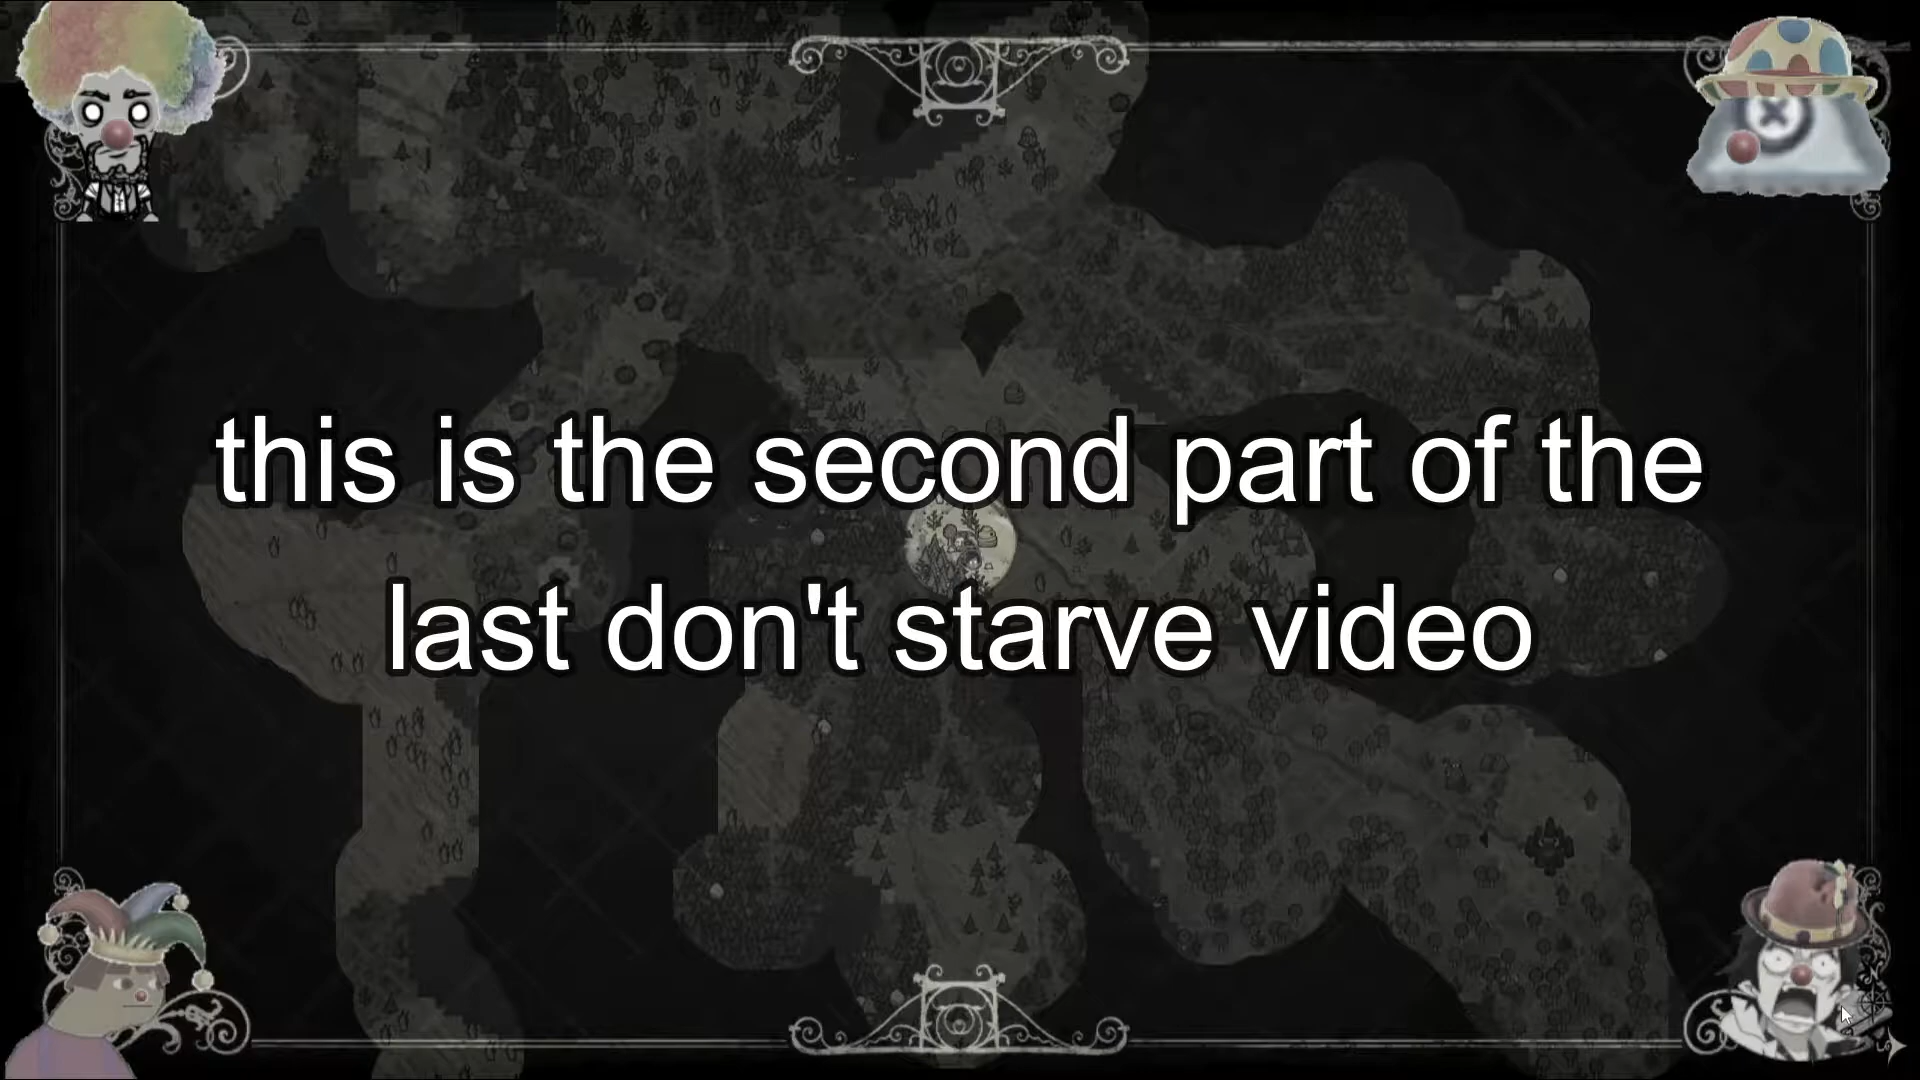 this is the second part of the
last don't starve video